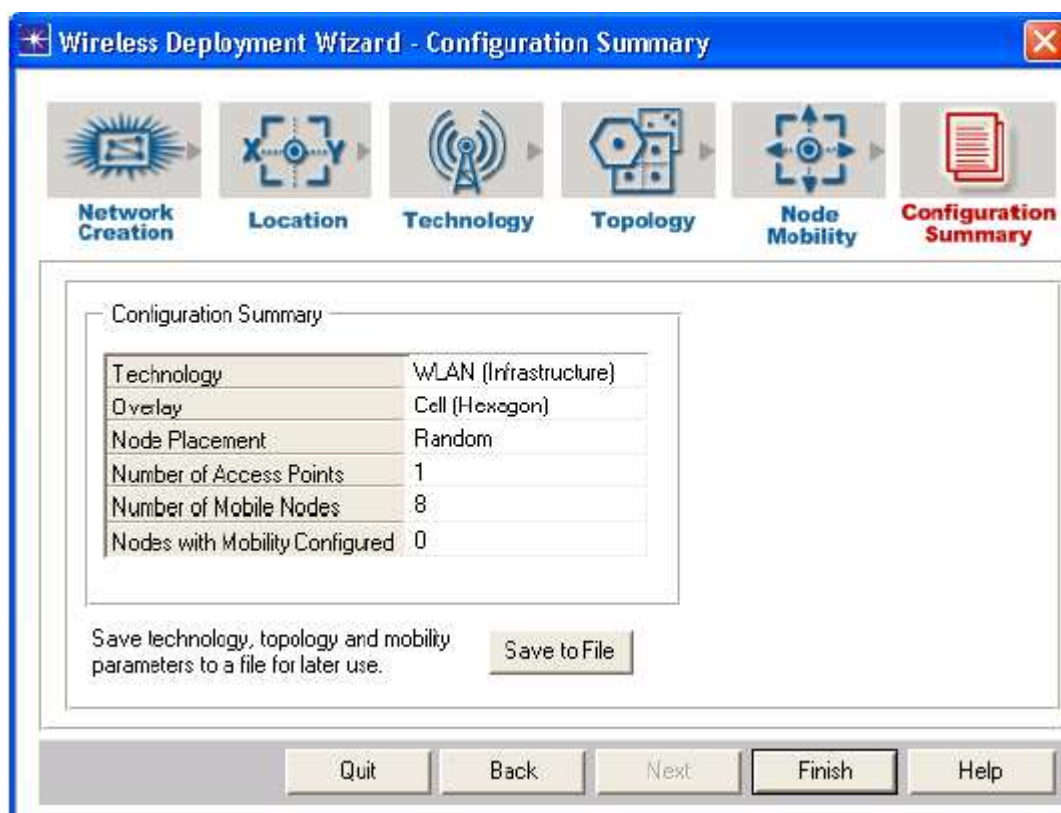 Wireless Deployment Wizard - Configuration Summary
X Y
Network Creation
Location
Technology
Topology
Node Mobility
Configuration Summary
Configuration Summary
Technology WLAN (Infrastructure)
Overlay Cell (Hexagon)
Node Placement Random
Number of Access Points 1
Number of Mobile Nodes 8
Nodes with Mobility Configured 0
Save technology, topology and mobility
parameters to a file for later use.
Save to File
Quit Back Next Finish Help